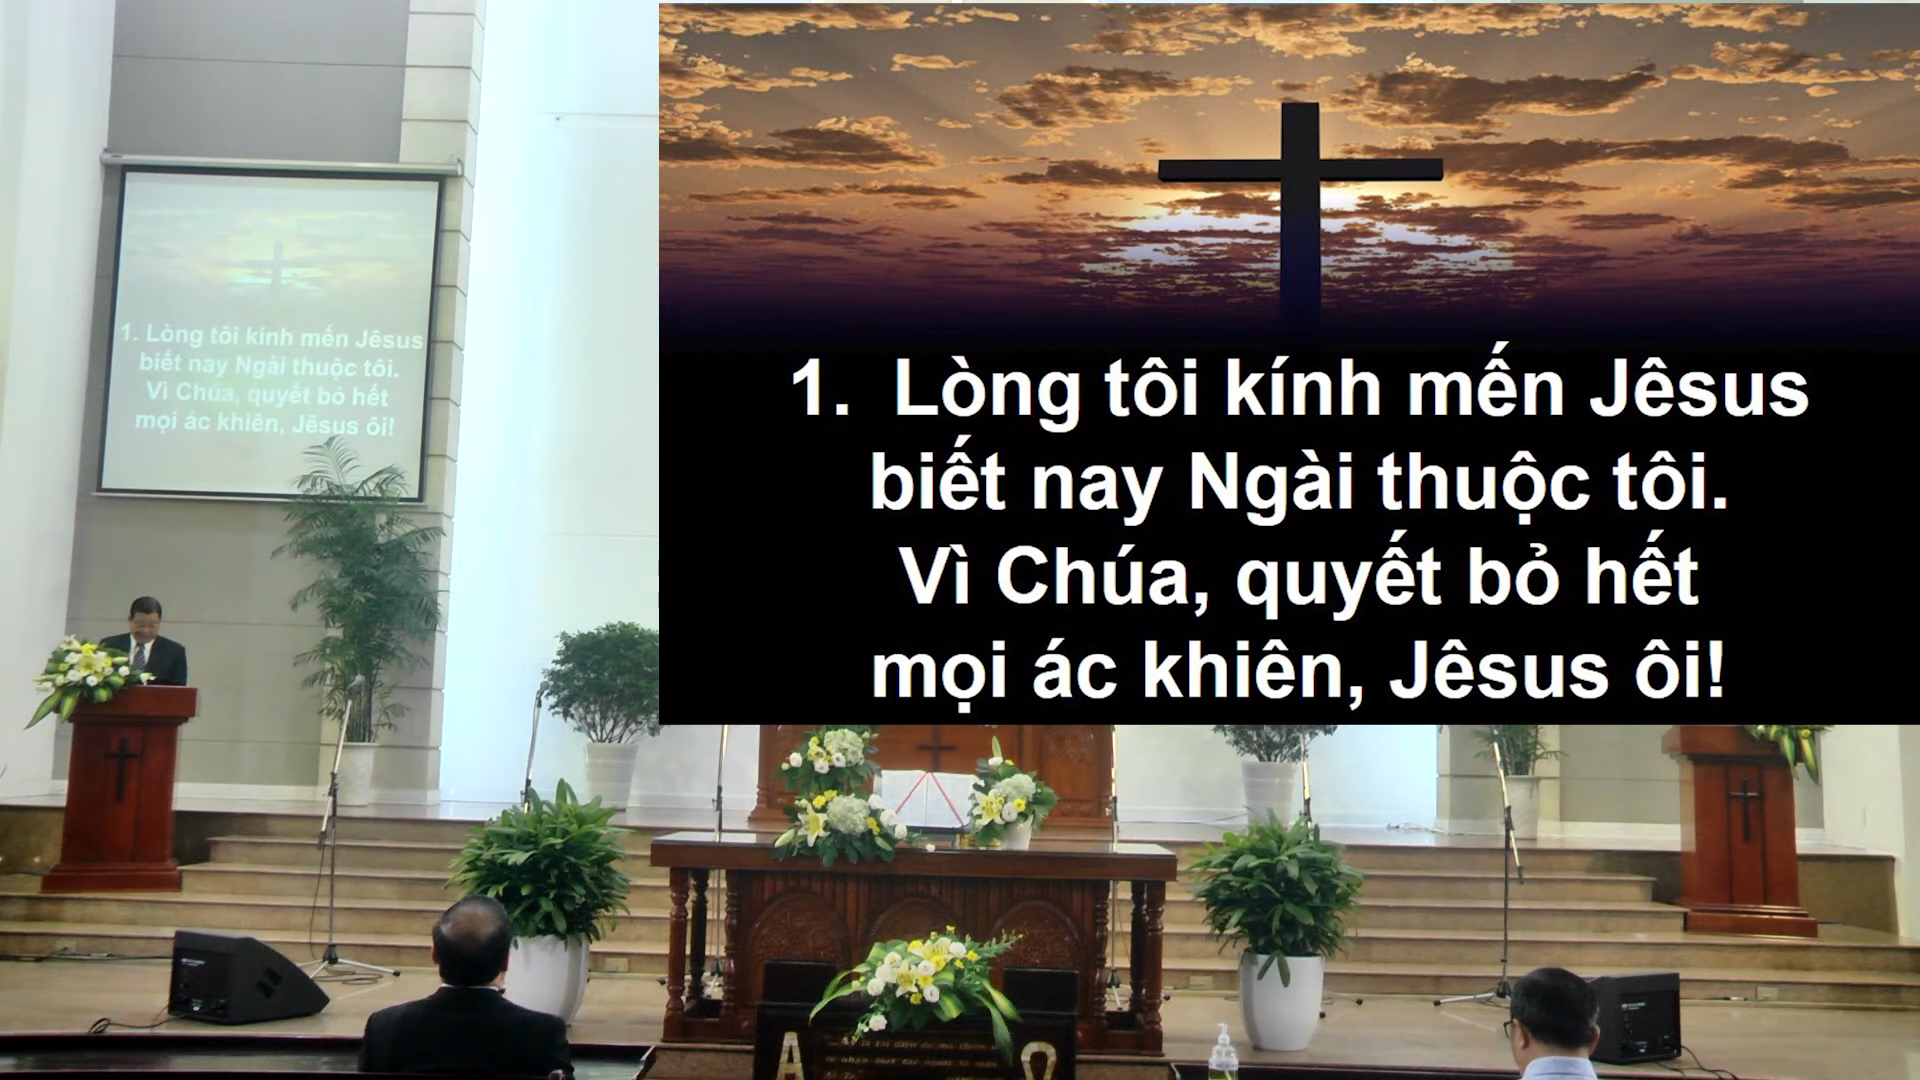 1. Lòng tôi kính mến Jêsus
biết nay Ngài thuộc tôi.
Vì Chúa, quyết bỏ hết
mọi ác khiên, Jêsus ôi!
1. Lòng tôi kính mến Jêsus
biết nay Ngài thuộc tôi.
Vì Chúa, quyết bỏ hết
mọi ác khiên, Jêsus ôi!
A Ω